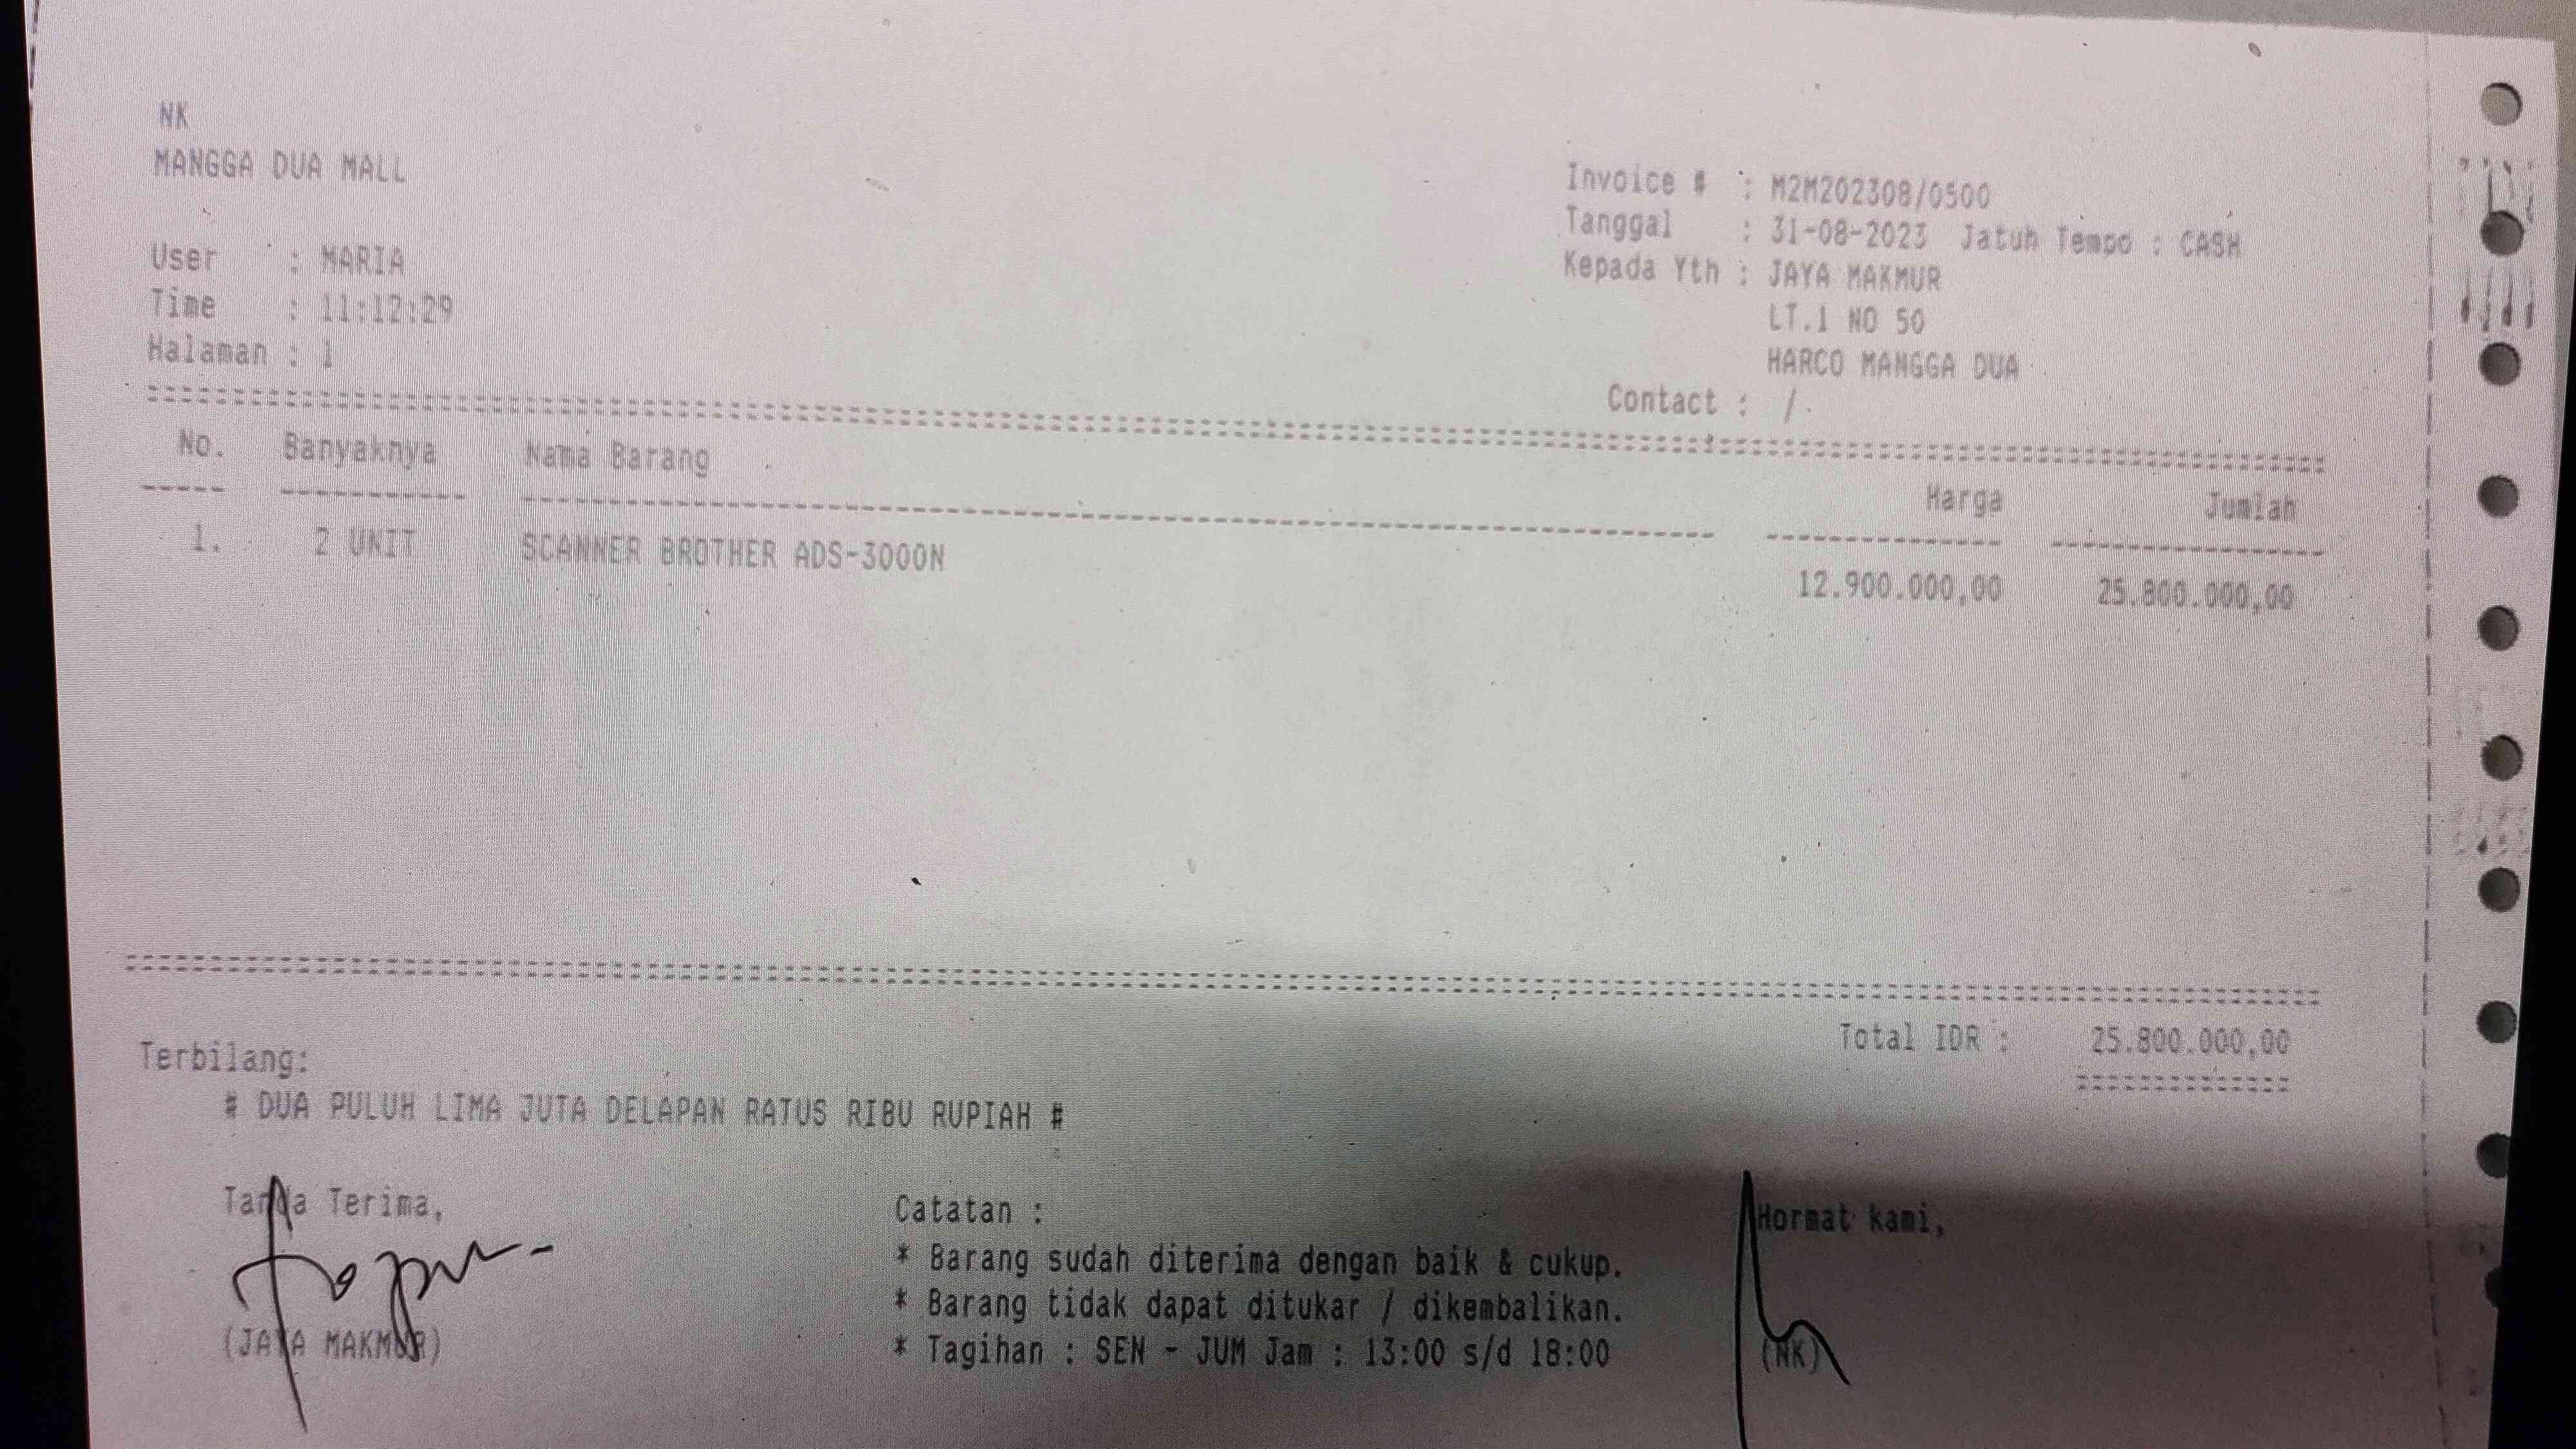 NK
MANGGA DUA MALL
User : MARIA
Time : 11:12:29
Halaman : 1
Invoice # : M2M202308/0500
Tanggal : 31-08-2023 Jatuh Tempo : CASH
Kepada Yth : JAYA MAKMUR
LT.1 NO 50
HARCO MANGGA DUA
Contact : /
No. Banyaknya Nama Barang Harga Jumlah
1. 2 UNIT SCANNER BROTHER ADS-3000N 12.900.000,00 25.800.000,00
Total IDR : 25.800.000,00
Terbilang:
# DUA PULUH LIMA JUTA DELAPAN RATUS RIBU RUPIAH #
Tanda Terima,
(JAYA MAKMUR)
Catatan :
* Barang sudah diterima dengan baik & cukup.
* Barang tidak dapat ditukar / dikembalikan.
* Tagihan : SEN - JUM Jam : 13:00 s/d 18:00
Hormat kami,
(NK)